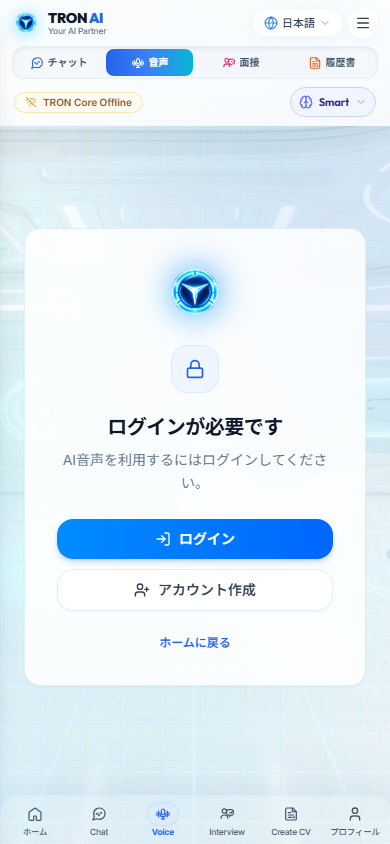 TRON AI
Your AI Partner
日本語
チャット
音声
面接
履歴書
TRON Core Offline
Smart
ログインが必要です
AI音声を利用するにはログインしてくださ
い。
ログイン
アカウント作成
ホームに戻る
ホーム
Chat
Voice
Interview
Create CV
プロフィール